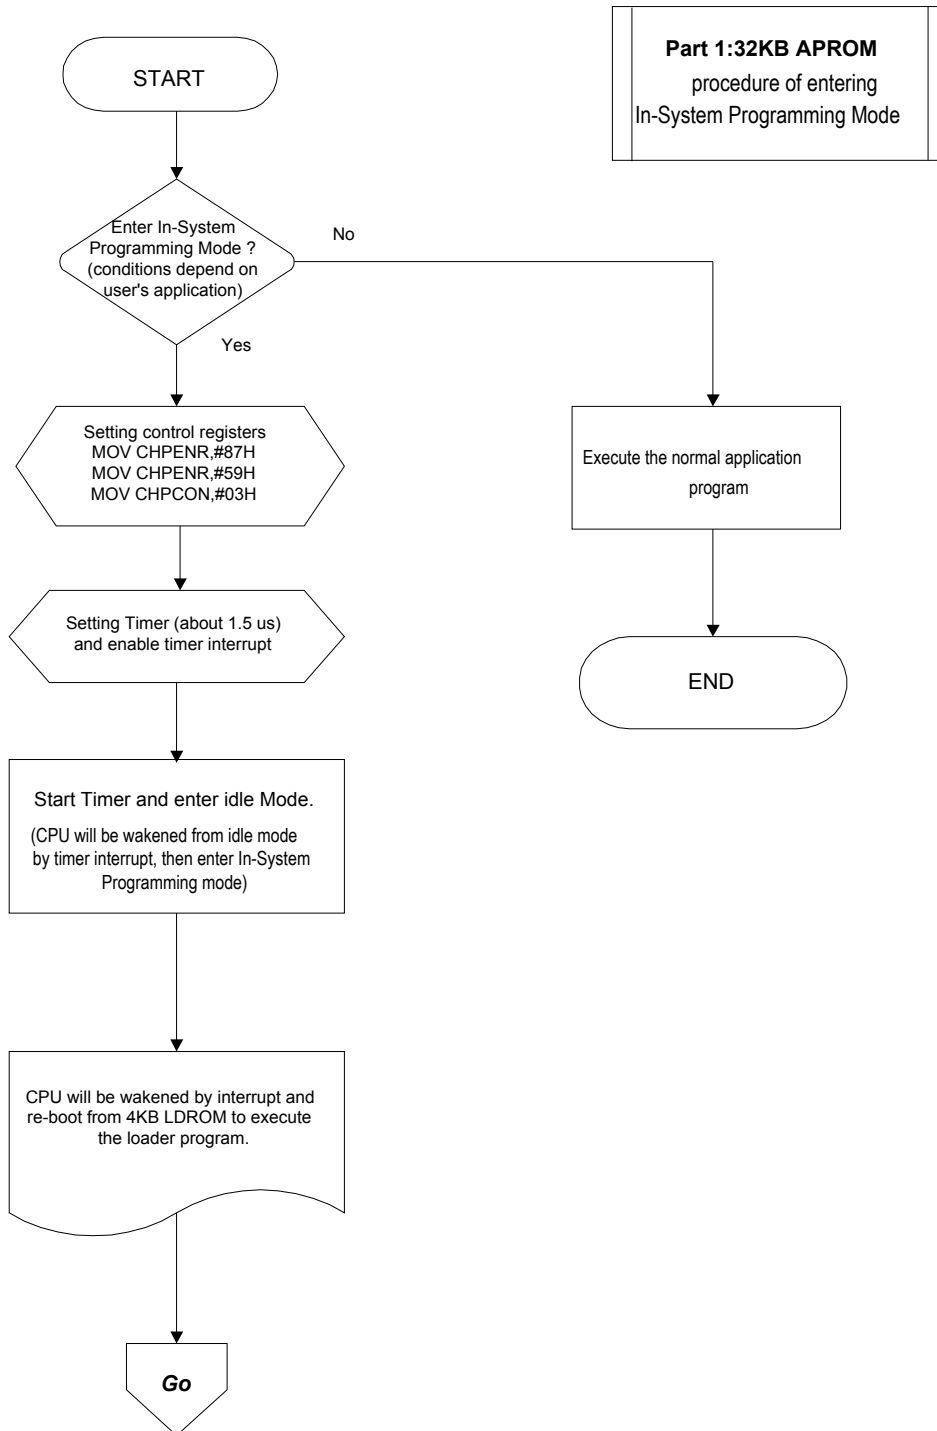 START
Part 1:32KB APROM
procedure of entering
In-System Programming Mode
Enter In-System
Programming Mode ?
(conditions depend on
user's application)
No
Yes
Setting control registers
MOV CHPENR,#87H
MOV CHPENR,#59H
MOV CHPCON,#03H
Execute the normal application
program
Setting Timer (about 1.5 us)
and enable timer interrupt
END
Start Timer and enter idle Mode.
(CPU will be wakened from idle mode
by timer interrupt, then enter In-System
Programming mode)
CPU will be wakened by interrupt and
re-boot from 4KB LDROM to execute
the loader program.
Go